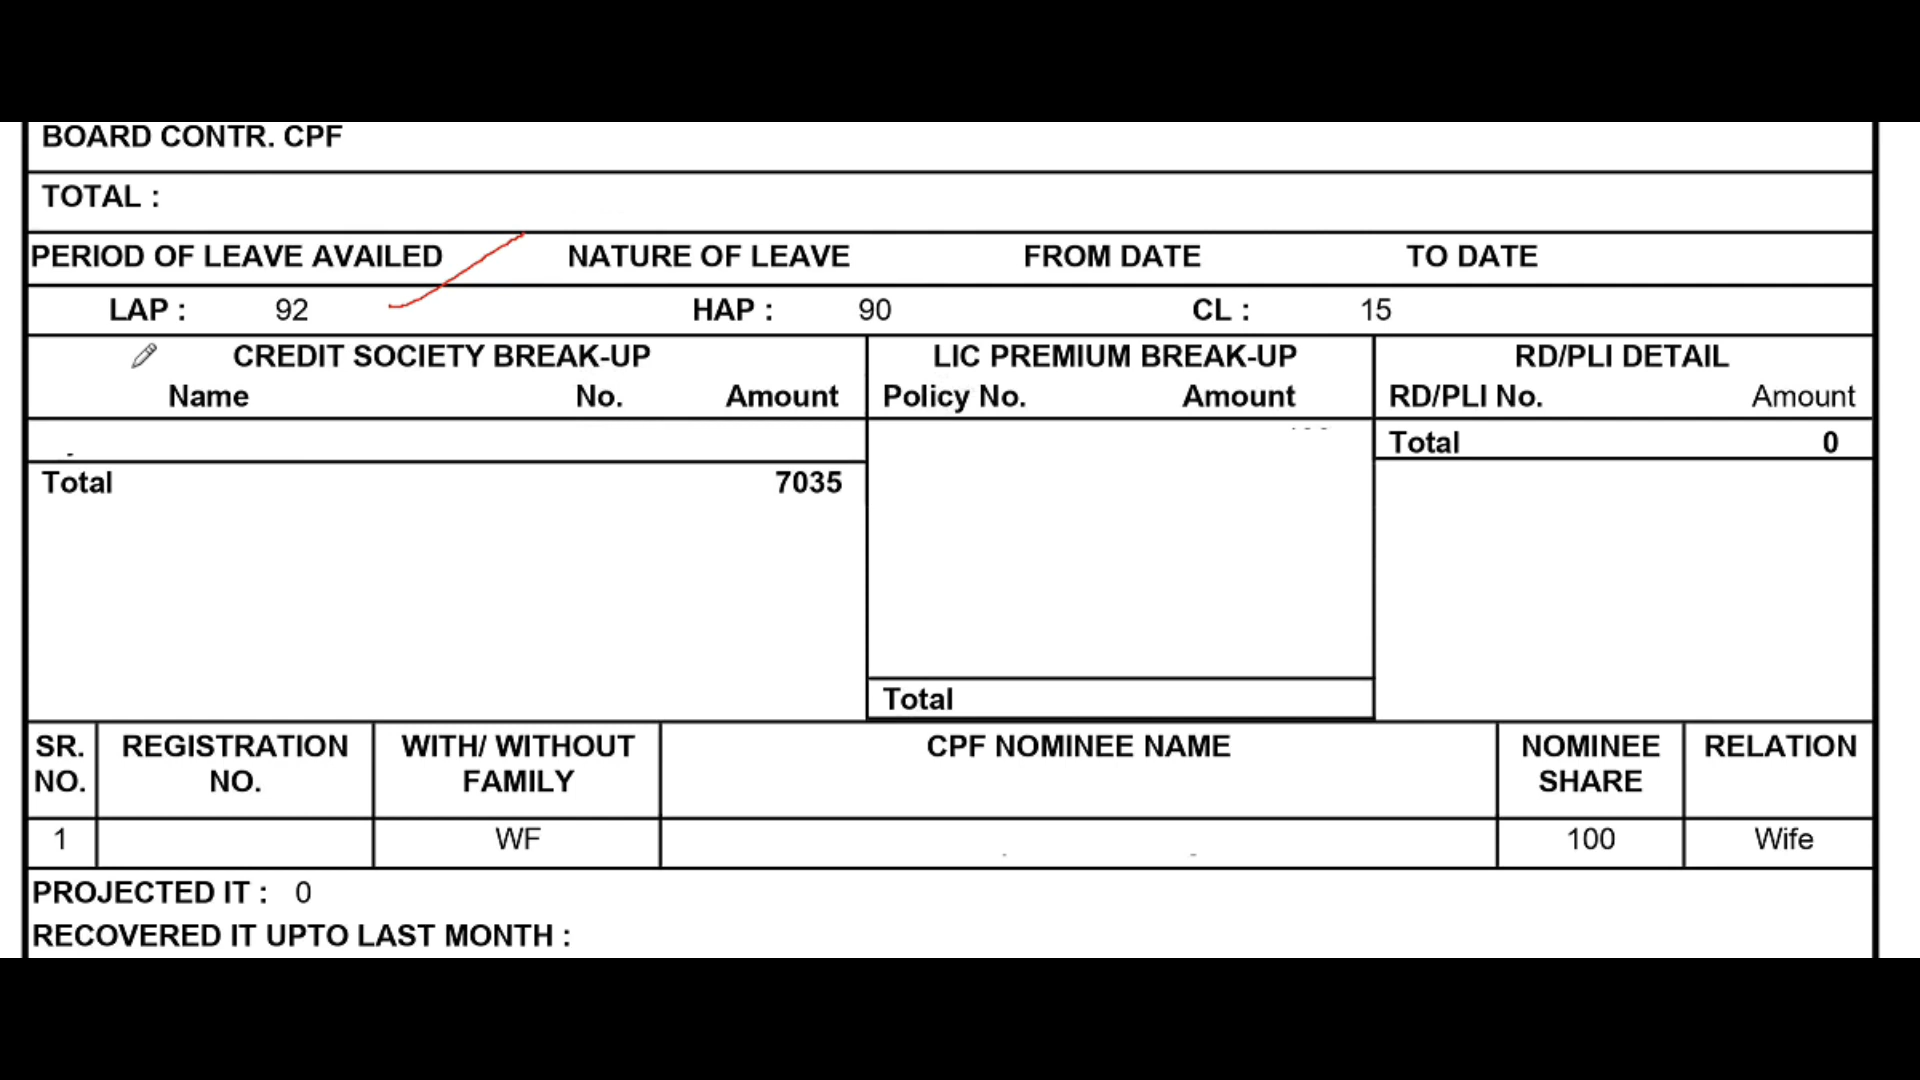 BOARD CONTR. CPF
TOTAL :
PERIOD OF LEAVE AVAILED NATURE OF LEAVE FROM DATE TO DATE
LAP : 92 HAP : 90 CL : 15
CREDIT SOCIETY BREAK-UP LIC PREMIUM BREAK-UP RD/PLI DETAIL
Name No. Amount Policy No. Amount RD/PLI No. Amount
Total 0
Total 7035
Total
SR. NO. REGISTRATION NO. WITH/ WITHOUT FAMILY CPF NOMINEE NAME NOMINEE SHARE RELATION
1 WF 100 Wife
PROJECTED IT : 0
RECOVERED IT UPTO LAST MONTH :